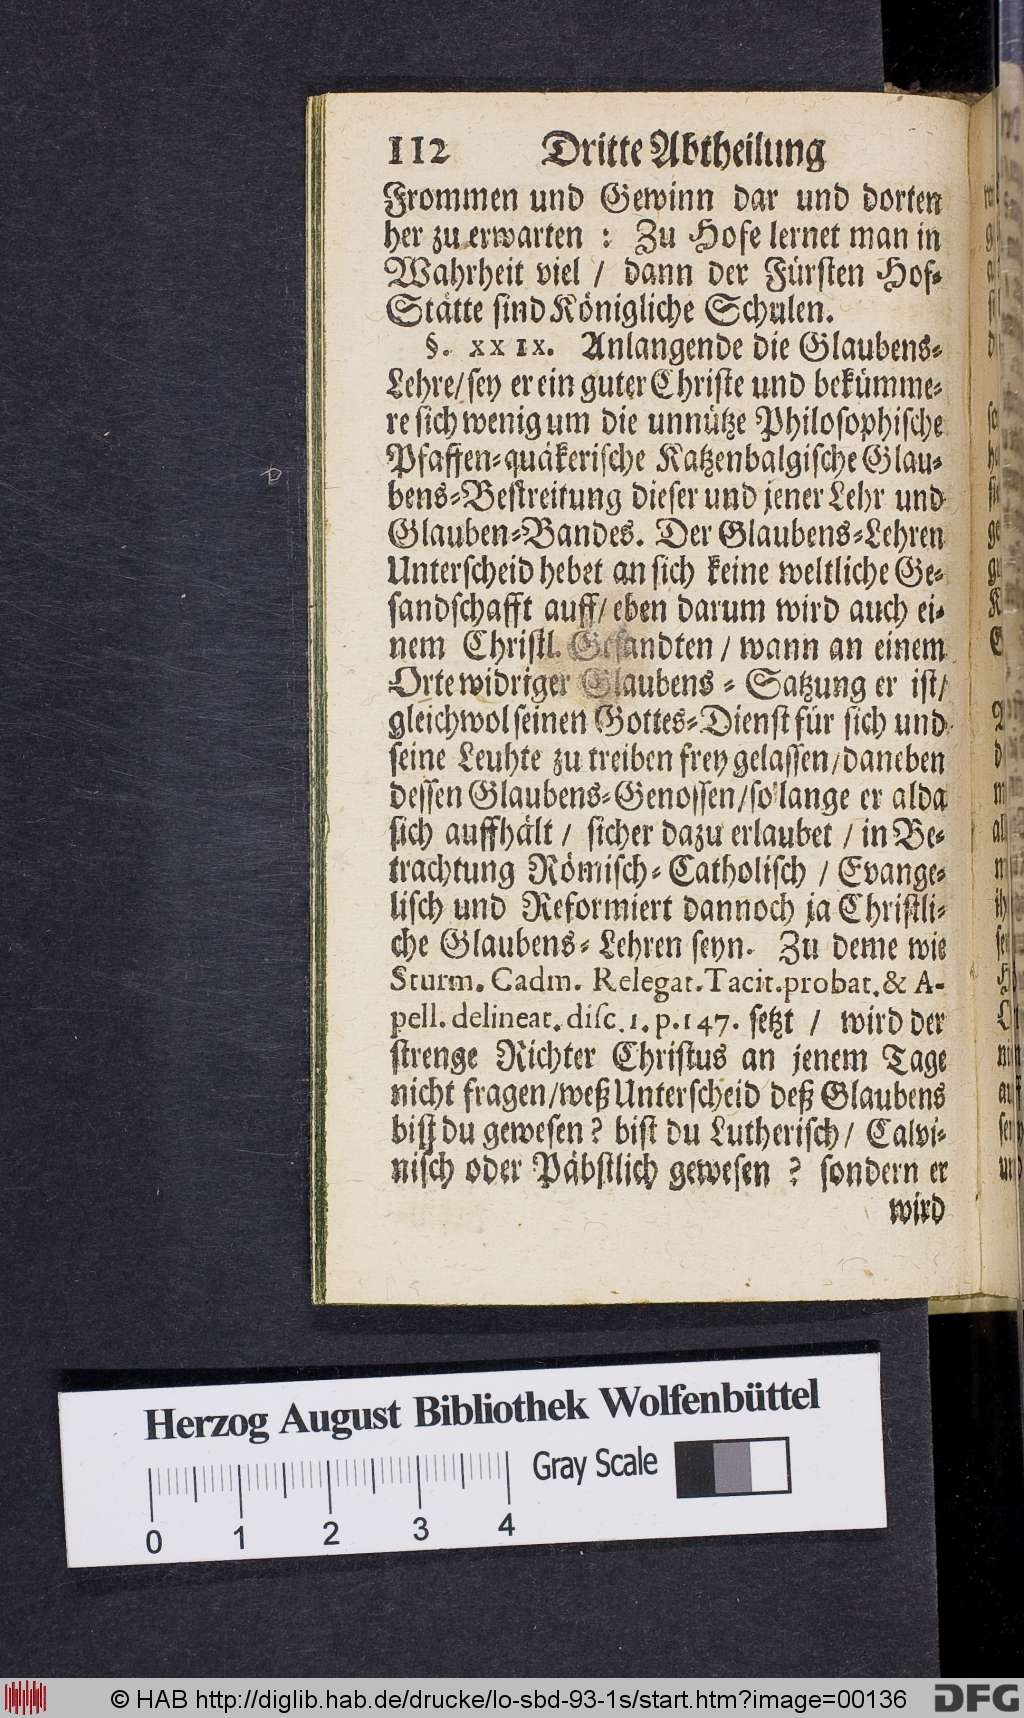 112 Dritte Abtheilung
Frommen und Gewinn dar und dorten
her zu erwarten : Zu Hofe lernet man in
Wahrheit viel / dann der Fürsten Hof-
Stätte sind Königliche Schulen.
§. XXIX. Anlangende die Glaubens-
Lehre/sey er ein guter Christe und bekümme-
re sich wenig um die unnütze Philosophische
Pfaffen-quäkerische Katzenbalgische Glau-
bens-Bestreitung dieser und jener Lehr und
Glauben-Bandes. Der Glaubens-Lehren
Unterscheid hebet an sich keine weltliche Ge-
sandschafft auff/ eben darum wird auch ei-
nem Christl. Gesandten / wann an einem
Orte widriger Glaubens - Satzung er ist/
gleichwol seinen Gottes-Dienst für sich und
seine Leuhte zu treiben frey gelassen/daneben
dessen Glaubens-Genossen/so lange er alda
sich auffhält / sicher dazu erlaubet / in Be-
trachtung Römisch-Catholisch / Evange-
lisch und Reformiert dannoch ja Christli-
che Glaubens-Lehren seyn. Zu deme wie
Sturm. Cadm. Relegat. Tacit. probat. & A-
pell. delineat. disc. 1. p. 147. setzt / wird der
strenge Richter Christus an jenem Tage
nicht fragen/weß Unterscheid deß Glaubens
bist du gewesen? bist du Lutherisch/ Calvi-
nisch oder Päbstlich gewesen ? sondern er
wird
Herzog August Bibliothek Wolfenbüttel
Gray Scale
0 1 2 3 4
© HAB http://diglib.hab.de/drucke/lo-sbd-93-1s/start.htm?image=00136
DFG